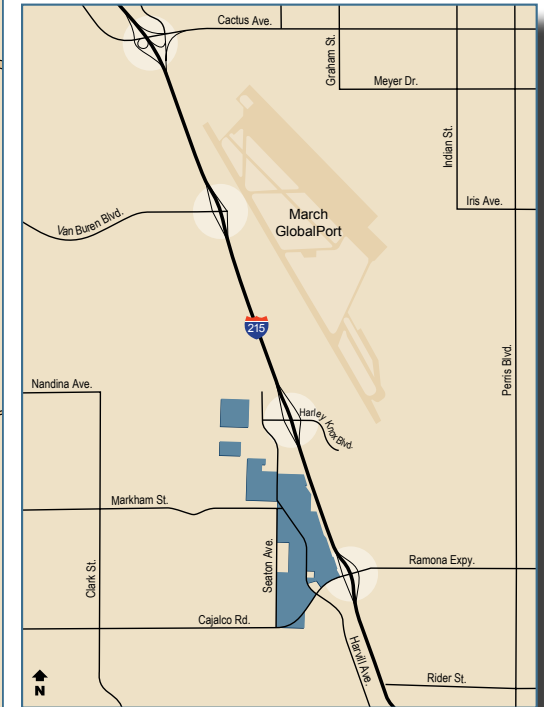 Cactus Ave.
Graham St.
Meyer Dr.
Indian St.
Iris Ave.
Van Buren Blvd.
March
GlobalPort
215
Perris Blvd.
Nandina Ave.
Harley Knox Blvd.
Markham St.
Clark St.
Seaton Ave.
Ramona Expy.
Cajalco Rd.
Harvill Ave.
Rider St.
N